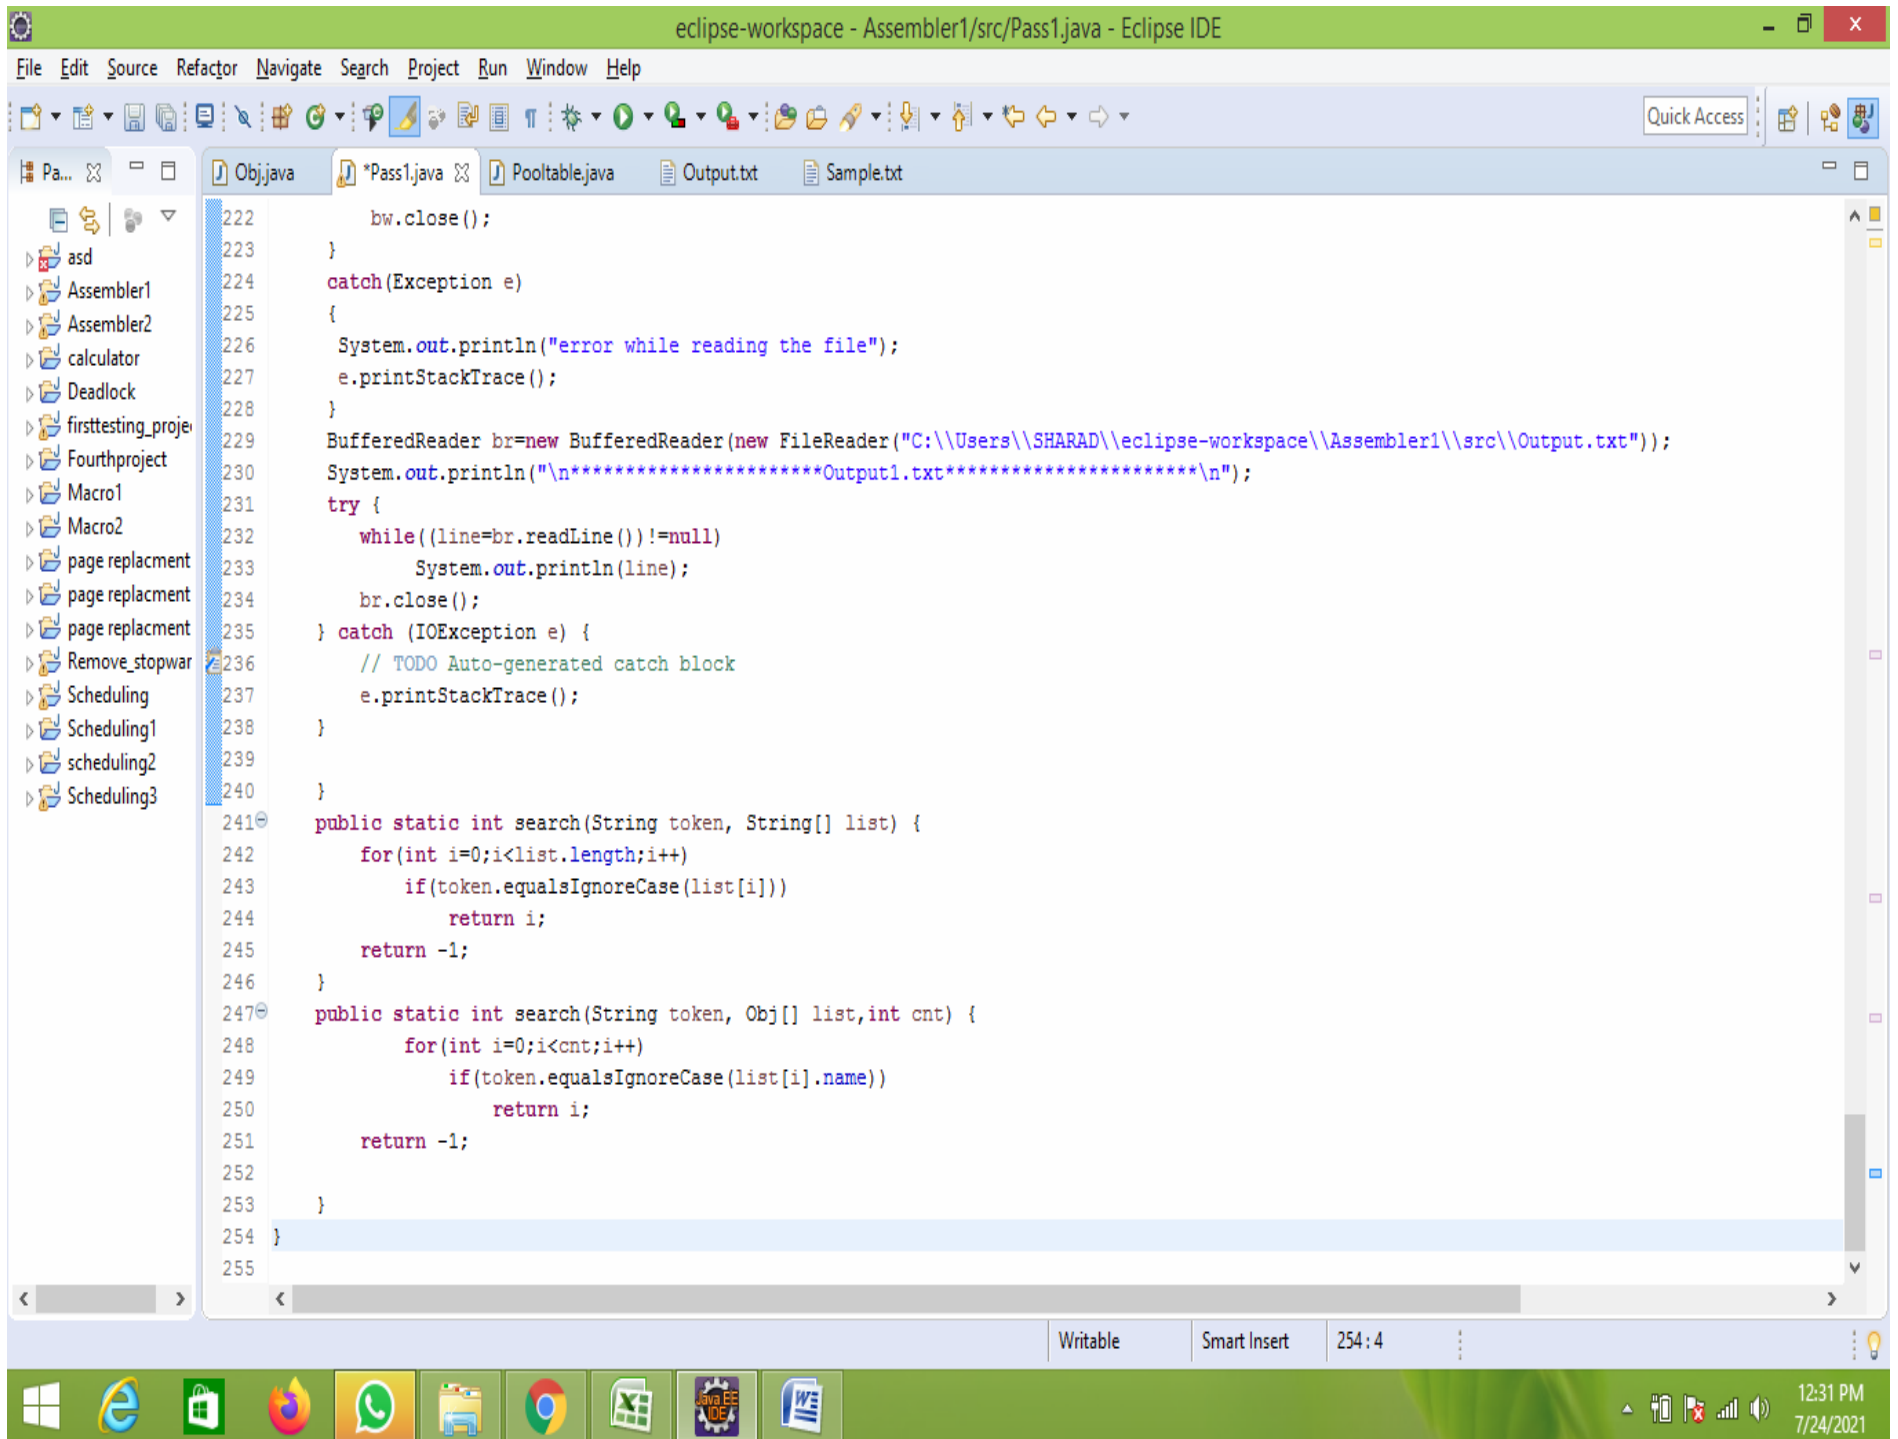 eclipse-workspace - Assembler1/src/Pass1.java - Eclipse IDE
File Edit Source Refactor Navigate Search Project Run Window Help
Quick Access
Pa...
Obj.java *Pass1.java Pooltable.java Output.txt Sample.txt
asd
Assembler1
Assembler2
calculator
Deadlock
firsttesting_proje
Fourthproject
Macro1
Macro2
page replacment
page replacment
page replacment
Remove_stopwar
Scheduling
Scheduling1
scheduling2
Scheduling3
222 bw.close();
223 }
224 catch(Exception e)
225 {
226 System.out.println("error while reading the file");
227 e.printStackTrace();
228 }
229 BufferedReader br=new BufferedReader(new FileReader("C:\\Users\\SHARAD\\eclipse-workspace\\Assembler1\\src\\Output.txt"));
230 System.out.println("\n***********************Output1.txt***********************\n");
231 try {
232 while((line=br.readLine())!=null)
233 System.out.println(line);
234 br.close();
235 } catch (IOException e) {
236 // TODO Auto-generated catch block
237 e.printStackTrace();
238 }
239
240 }
241 public static int search(String token, String[] list) {
242 for(int i=0;i<list.length;i++)
243 if(token.equalsIgnoreCase(list[i]))
244 return i;
245 return -1;
246 }
247 public static int search(String token, Obj[] list,int cnt) {
248 for(int i=0;i<cnt;i++)
249 if(token.equalsIgnoreCase(list[i].name))
250 return i;
251 return -1;
252
253 }
254 }
255
Writable Smart Insert 254 : 4
Java EE
IDE
12:31 PM
7/24/2021